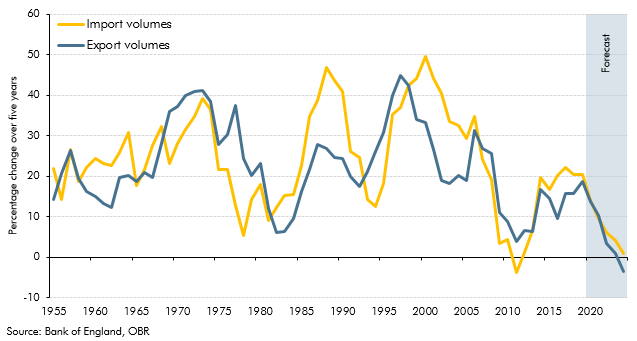 60
50
40
30
20
10
0
-10
Percentage change over five years
Import volumes
Export volumes
Forecast
1955 1960 1965 1970 1975 1980 1985 1990 1995 2000 2005 2010 2015 2020
Source: Bank of England, OBR